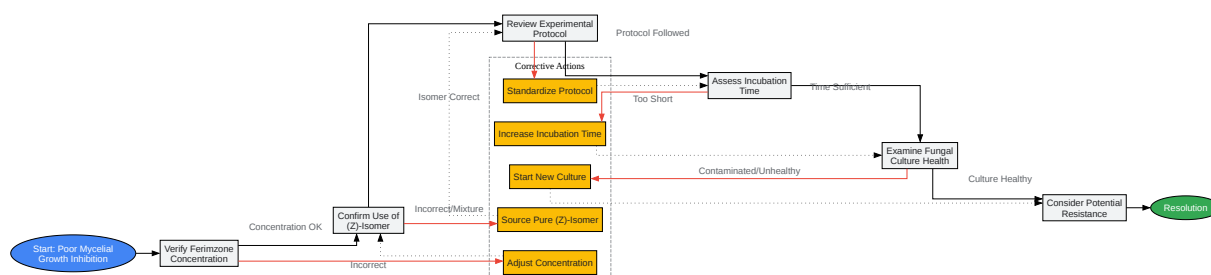 Review Experimental
Protocol
Protocol Followed
Corrective Actions
Standardize Protocol
Assess Incubation
Time
Time Sufficient
Isomer Correct
Too Short
Increase Incubation Time
Examine Fungal
Culture Health
Start New Culture
Contaminated/Unhealthy
Culture Healthy
Confirm Use of
(Z)-Isomer
Incorrect/Mixture
Source Pure (Z)-Isomer
Consider Potential
Resistance
Resolution
Concentration OK
Start: Poor Mycelial
Growth Inhibition
Verify Ferimzone
Concentration
Incorrect
Adjust Concentration